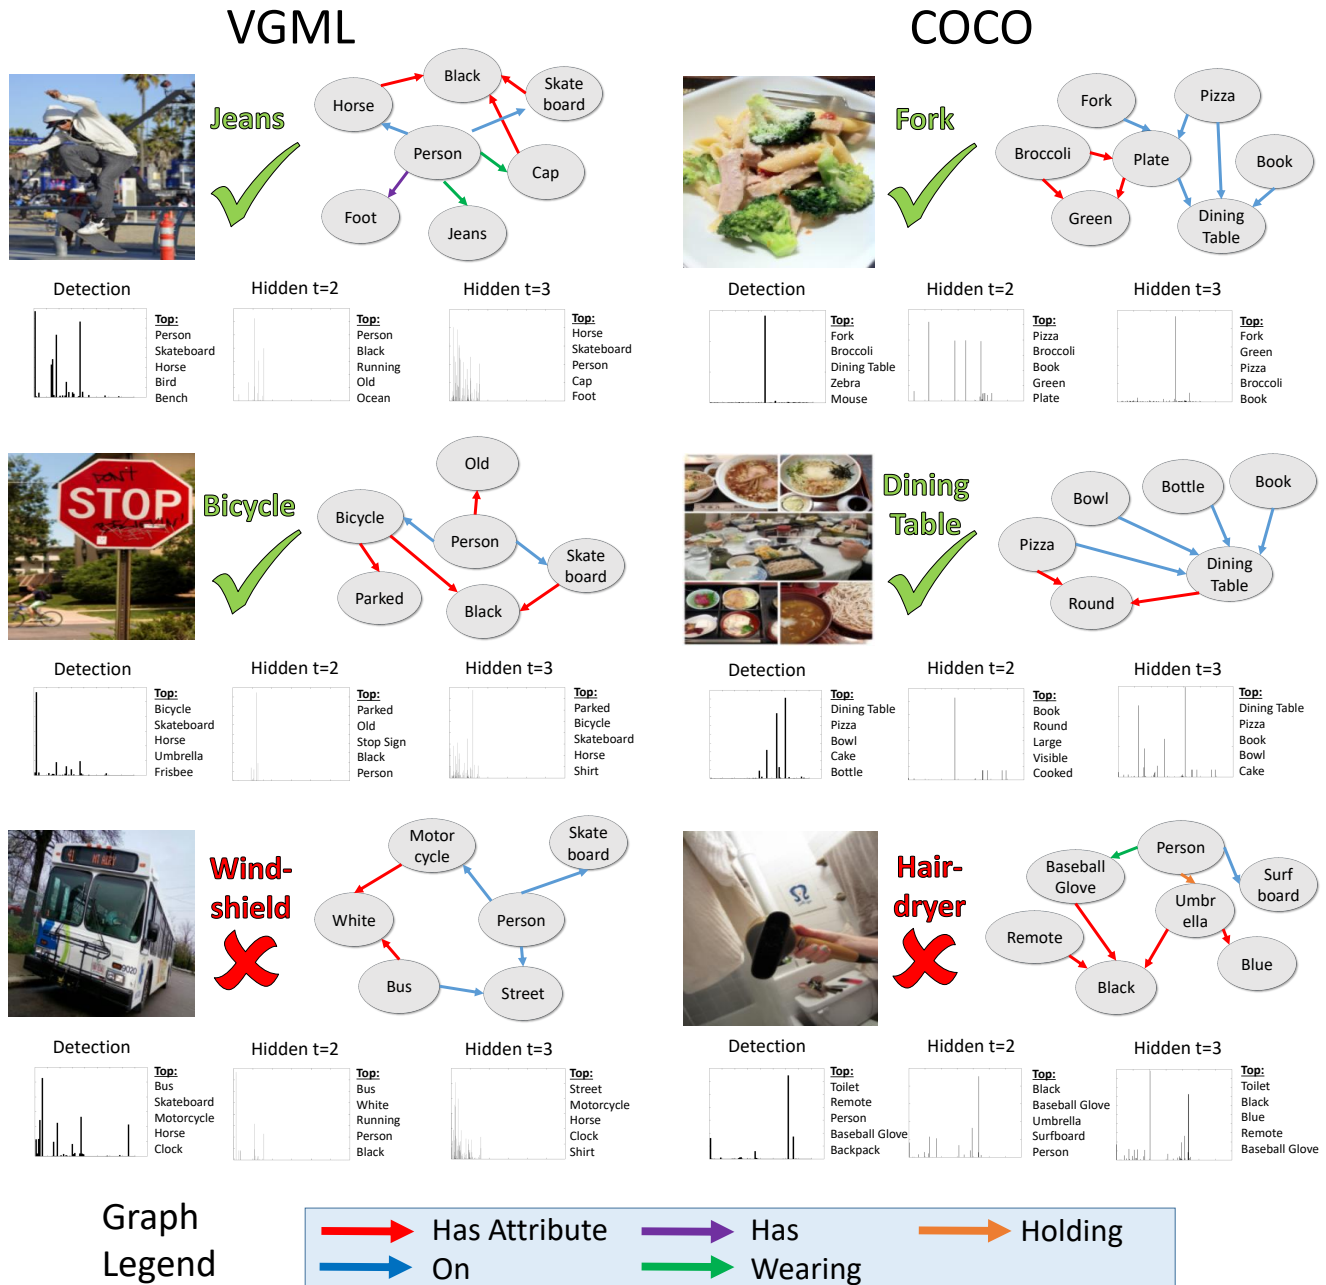 VGML
COCO
Jeans
Horse
Black
Skate
board
Person
Cap
Foot
Jeans
Fork
Fork
Pizza
Broccoli
Plate
Book
Green
Dining
Table
Detection
Hidden t=2
Hidden t=3
Top:
Person
Skateboard
Horse
Bird
Bench
Top:
Person
Black
Running
Old
Ocean
Top:
Horse
Skateboard
Person
Cap
Foot
Detection
Hidden t=2
Hidden t=3
Top:
Fork
Broccoli
Dining Table
Zebra
Mouse
Top:
Pizza
Broccoli
Book
Green
Plate
Top:
Fork
Green
Pizza
Broccoli
Book
DON'T
STOP
Bicycle
Old
Bicycle
Person
Skate
board
Parked
Black
Dining
Table
Bowl
Bottle
Book
Pizza
Dining
Table
Round
Detection
Hidden t=2
Hidden t=3
Top:
Bicycle
Skateboard
Horse
Umbrella
Frisbee
Top:
Parked
Old
Stop Sign
Black
Person
Top:
Parked
Bicycle
Skateboard
Horse
Shirt
Detection
Hidden t=2
Hidden t=3
Top:
Dining Table
Pizza
Bowl
Cake
Bottle
Top:
Book
Round
Large
Visible
Cooked
Top:
Dining Table
Pizza
Book
Bowl
Cake
41
9020
Wind-
shield
Motor
cycle
Skate
board
White
Person
Bus
Street
Hair-
dryer
Person
Baseball
Glove
Surf
board
Umbr
ella
Remote
Blue
Black
Detection
Hidden t=2
Hidden t=3
Top:
Bus
Skateboard
Motorcycle
Horse
Clock
Top:
Bus
White
Running
Person
Black
Top:
Street
Motorcycle
Horse
Clock
Shirt
Detection
Hidden t=2
Hidden t=3
Top:
Toilet
Remote
Person
Baseball Glove
Backpack
Top:
Black
Baseball Glove
Umbrella
Surfboard
Person
Top:
Toilet
Black
Blue
Remote
Baseball Glove
Graph
Legend
Has Attribute
Has
Holding
On
Wearing